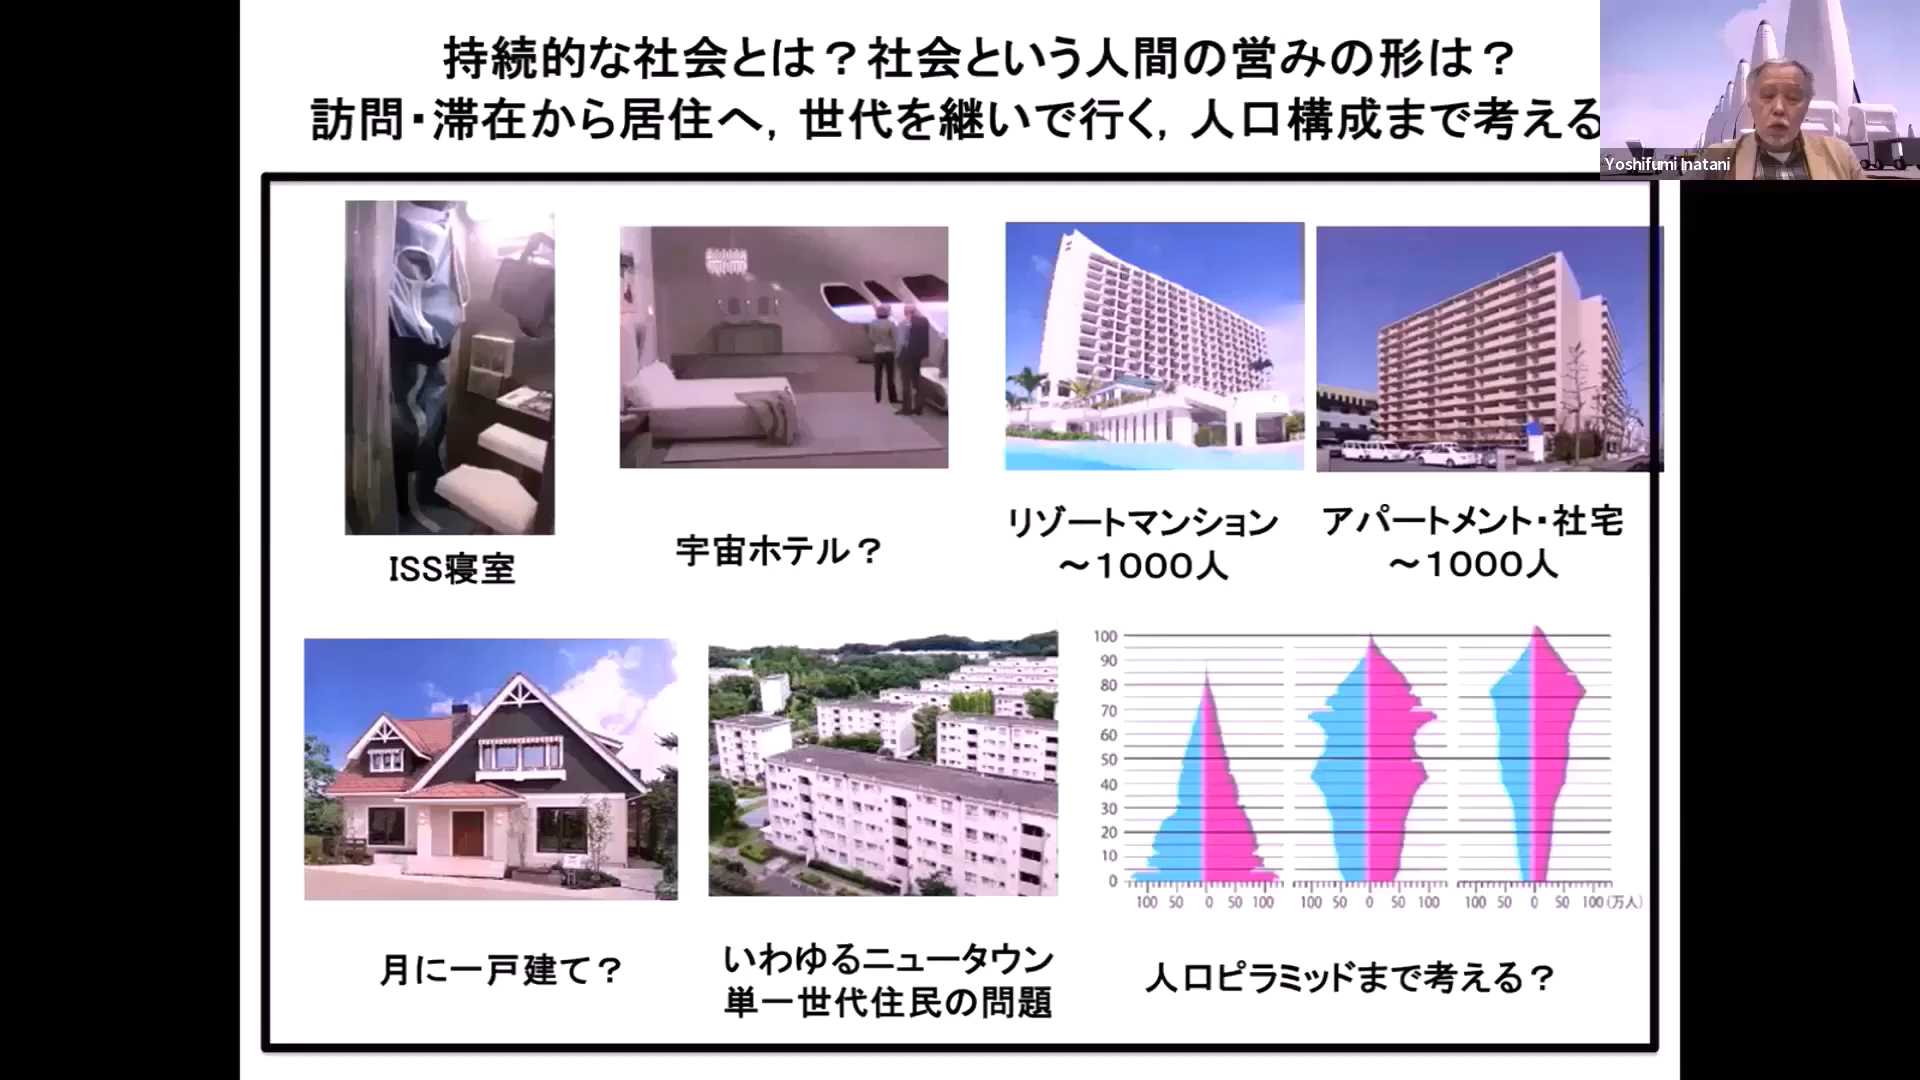 持続的な社会とは？社会という人間の営みの形は？
訪問・滞在から居住へ，世代を継いで行く，人口構成まで考える
Yoshifumi Inatani
ISS寝室
宇宙ホテル？
リゾートマンション
～１０００人
アパートメント・社宅
～１０００人
月に一戸建て？
いわゆるニュータウン
単一世代住民の問題
100
90
80
70
60
50
40
30
20
10
0
100 50 0 50 100
100 50 0 50 100
100 50 0 50 100(万人)
人口ピラミッドまで考える？